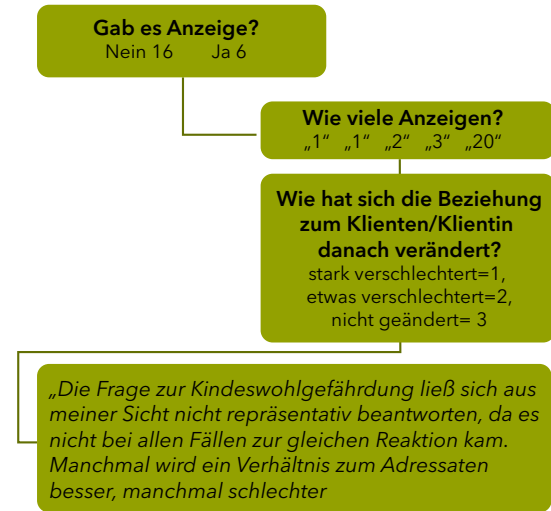 Gab es Anzeige?
Nein 16 Ja 6
Wie viele Anzeigen?
„1“ „1“ „2“ „3“ „20“
Wie hat sich die Beziehung
zum Klienten/Klientin
danach verändert?
stark verschlechtert=1,
etwas verschlechtert=2,
nicht geändert= 3
„Die Frage zur Kindeswohlgefährdung ließ sich aus
meiner Sicht nicht repräsentativ beantworten, da es
nicht bei allen Fällen zur gleichen Reaktion kam.
Manchmal wird ein Verhältnis zum Adressaten
besser, manchmal schlechter